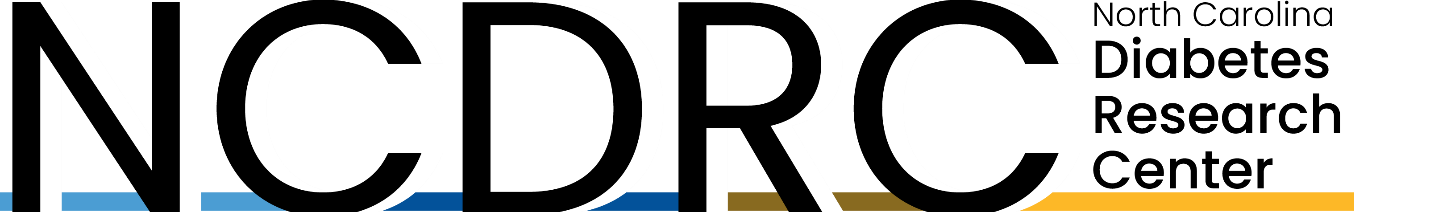 NCDRC
North Carolina
Diabetes
Research
Center